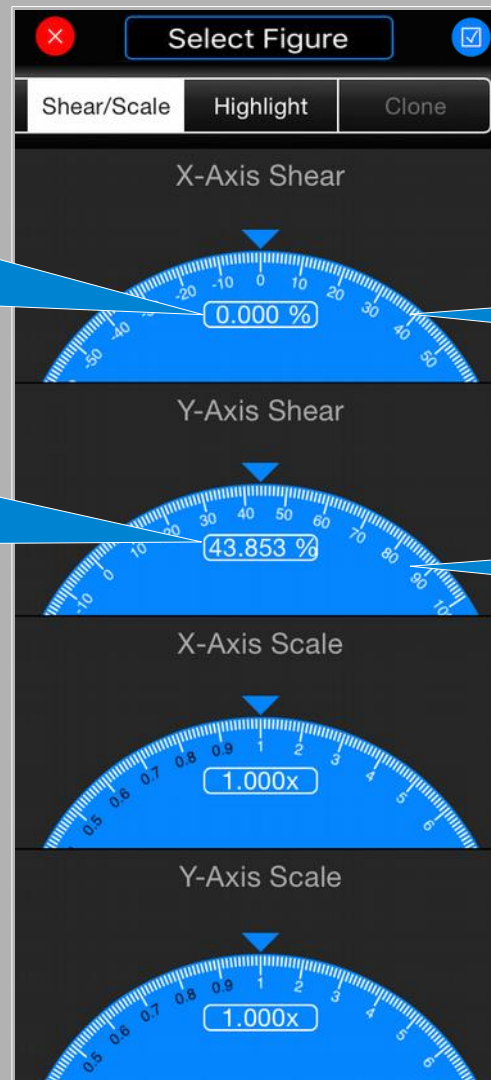 Select Figure
Shear/Scale Highlight Clone
X-Axis Shear
-50 -40 -20 -10 0 10 20 30 40 50
0.000 %
Y-Axis Shear
-10 0 10 20 30 40 50 60 70 80 90
43.853 %
X-Axis Scale
0.5 0.6 0.7 0.8 0.9 1 2 3 4 5 6
1.000x
Y-Axis Scale
0.5 0.6 0.7 0.8 0.9 1 2 3 4 5 6
1.000x